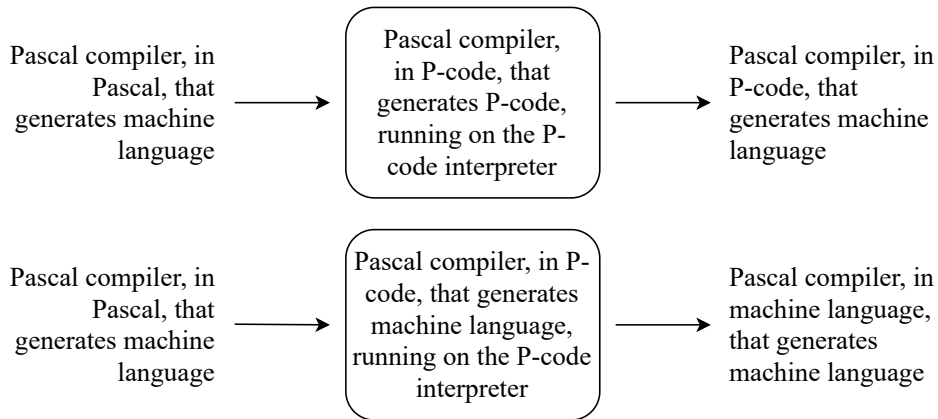 Pascal compiler, in
Pascal, that
generates machine
language
Pascal compiler,
in P-code, that
generates P-code,
running on the P-
code interpreter
Pascal compiler, in
P-code, that
generates machine
language
Pascal compiler, in
Pascal, that
generates machine
language
Pascal compiler, in P-
code, that generates
machine language,
running on the P-code
interpreter
Pascal compiler, in
machine language,
that generates
machine language